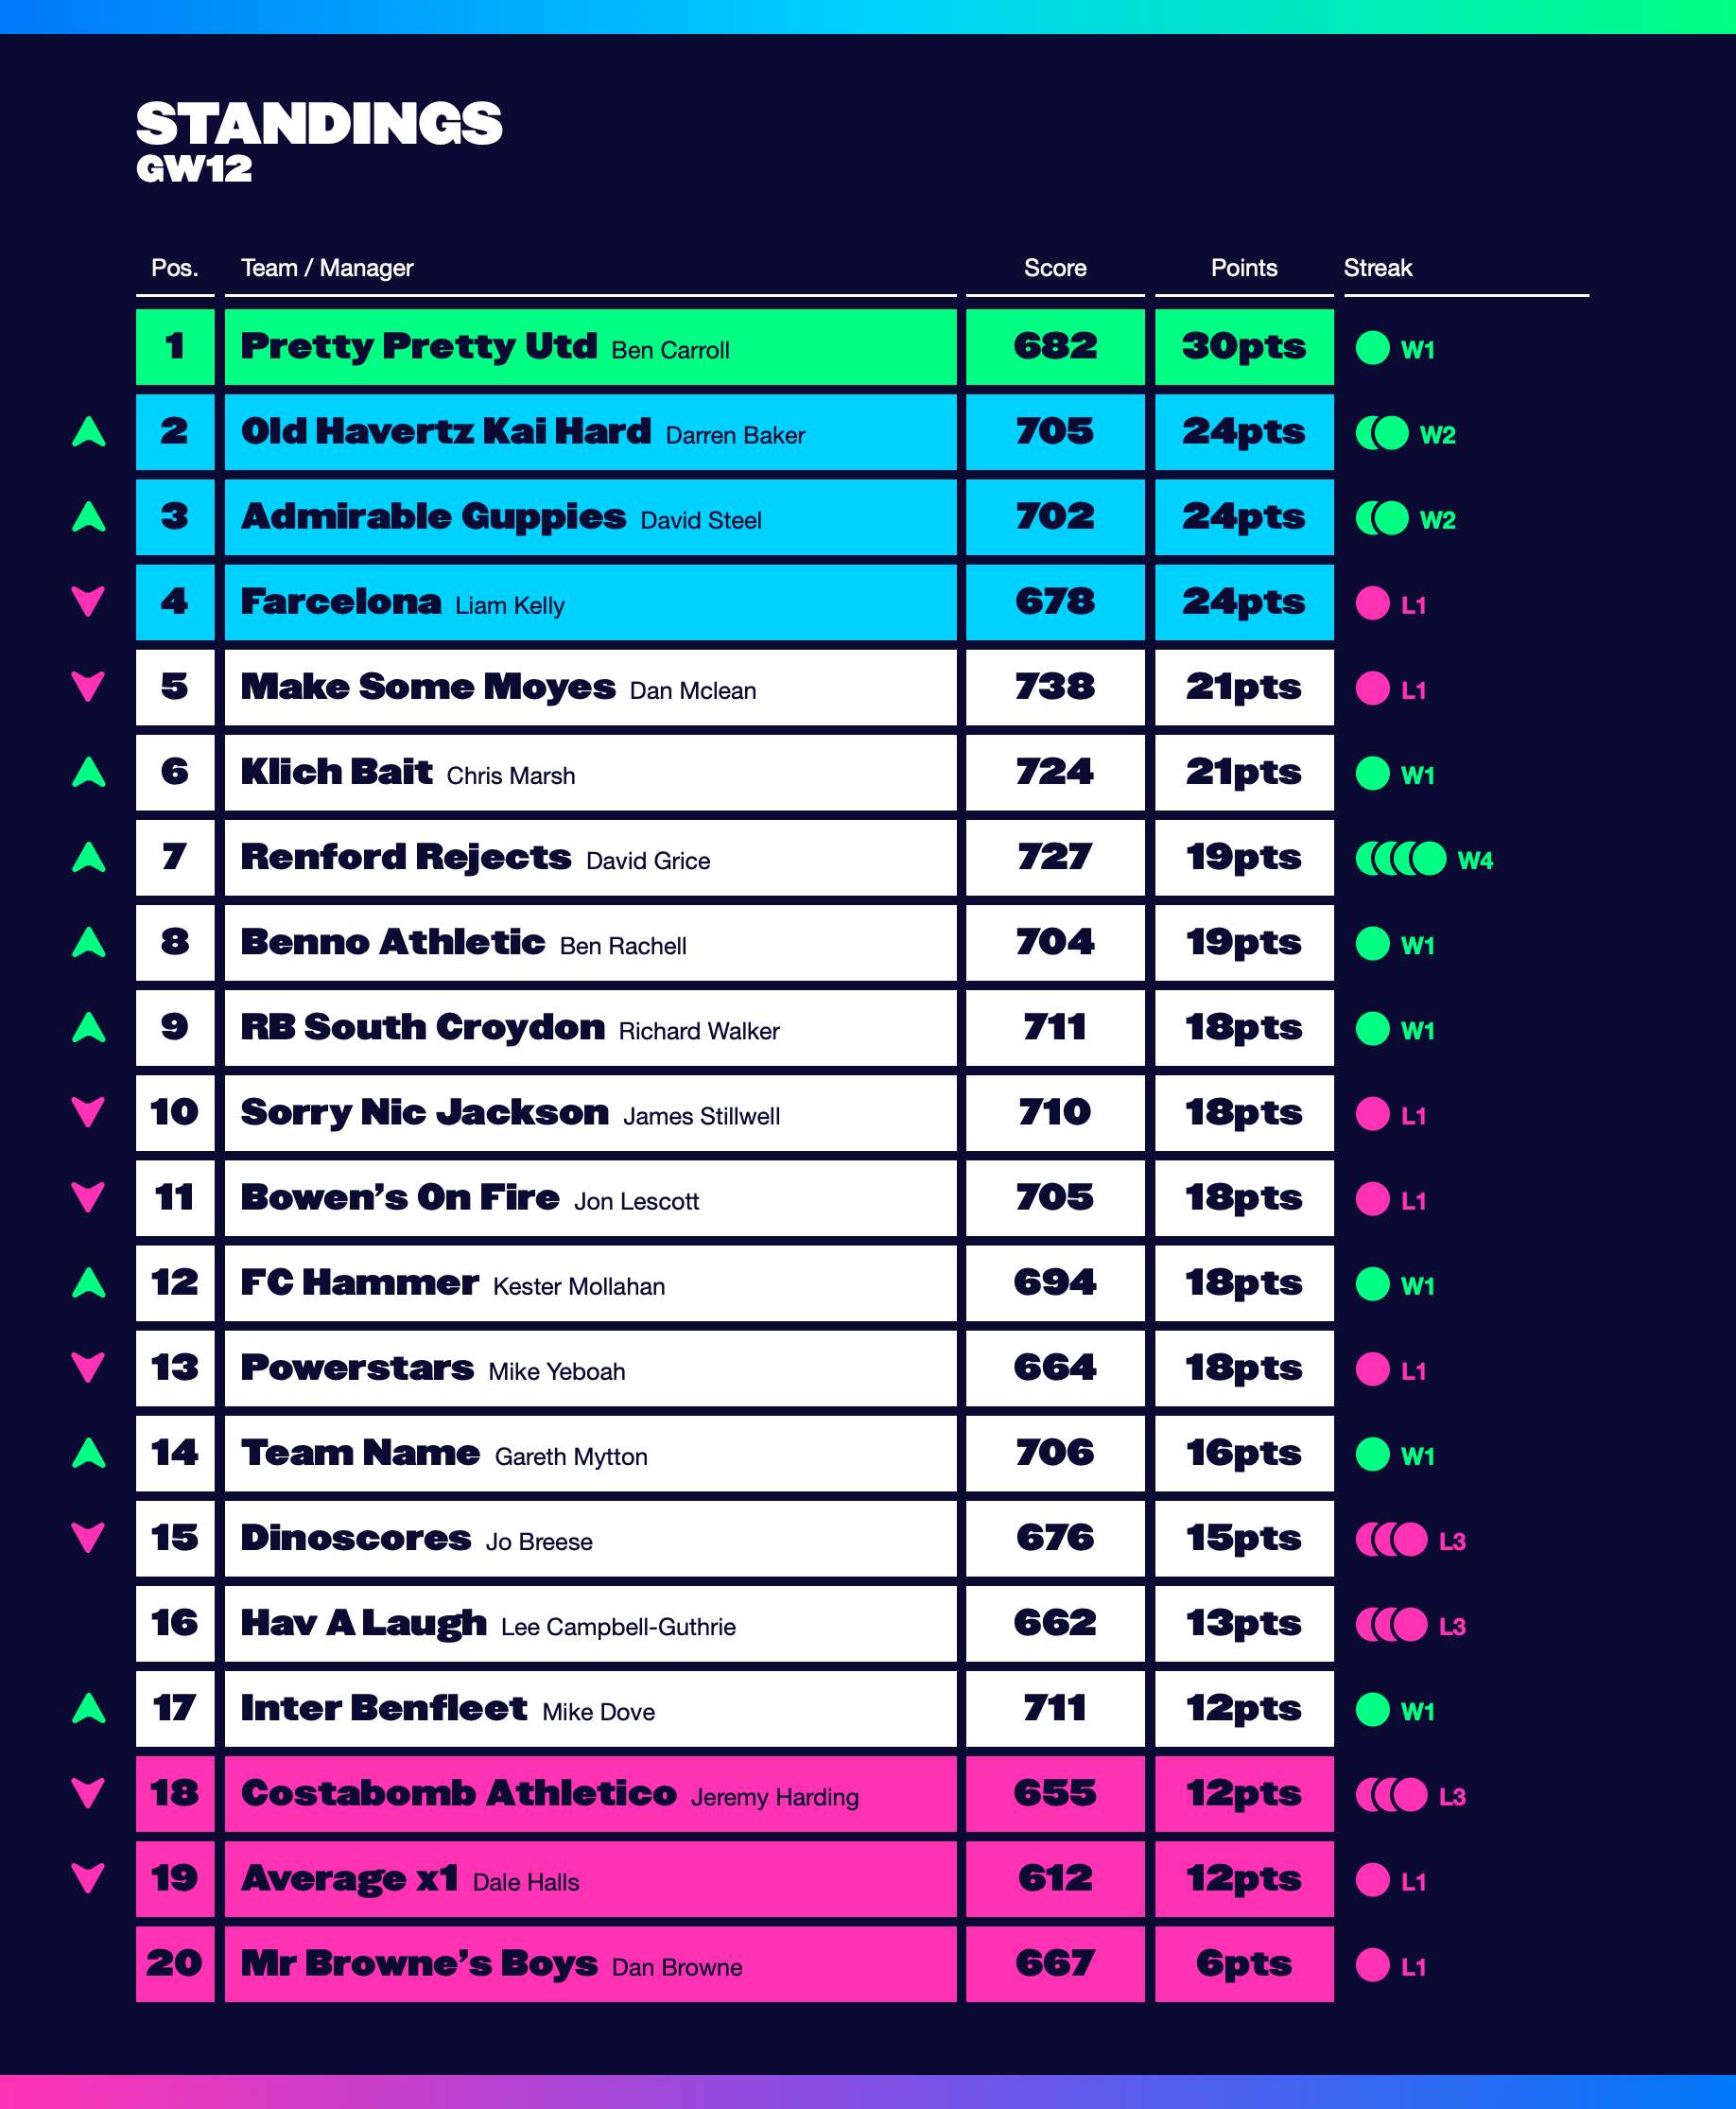 STANDINGS
GW12
Pos. Team / Manager Score Points Streak
1 Pretty Pretty Utd Ben Carroll 682 30pts W1
2 Old Havertz Kai Hard Darren Baker 705 24pts W2
3 Admirable Guppies David Steel 702 24pts W2
4 Farcelona Liam Kelly 678 24pts L1
5 Make Some Moyes Dan Mclean 738 21pts L1
6 Klich Bait Chris Marsh 724 21pts W1
7 Renford Rejects David Grice 727 19pts W4
8 Benno Athletic Ben Rachell 704 19pts W1
9 RB South Croydon Richard Walker 711 18pts W1
10 Sorry Nic Jackson James Stillwell 710 18pts L1
11 Bowen’s On Fire Jon Lescott 705 18pts L1
12 FC Hammer Kester Mollahan 694 18pts W1
13 Powerstars Mike Yeboah 664 18pts L1
14 Team Name Gareth Mytton 706 16pts W1
15 Dinoscores Jo Breese 676 15pts L3
16 Hav A Laugh Lee Campbell-Guthrie 662 13pts L3
17 Inter Benfleet Mike Dove 711 12pts W1
18 Costabomb Athletico Jeremy Harding 655 12pts L3
19 Average x1 Dale Halls 612 12pts L1
20 Mr Browne’s Boys Dan Browne 667 6pts L1